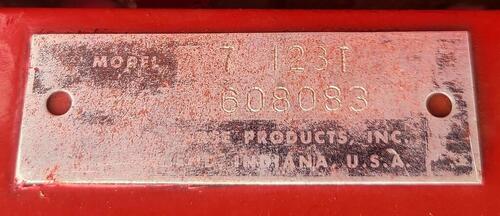 MODEL 7 123T
608083
PRODUCTS, INC.
INDIANA, U.S.A.